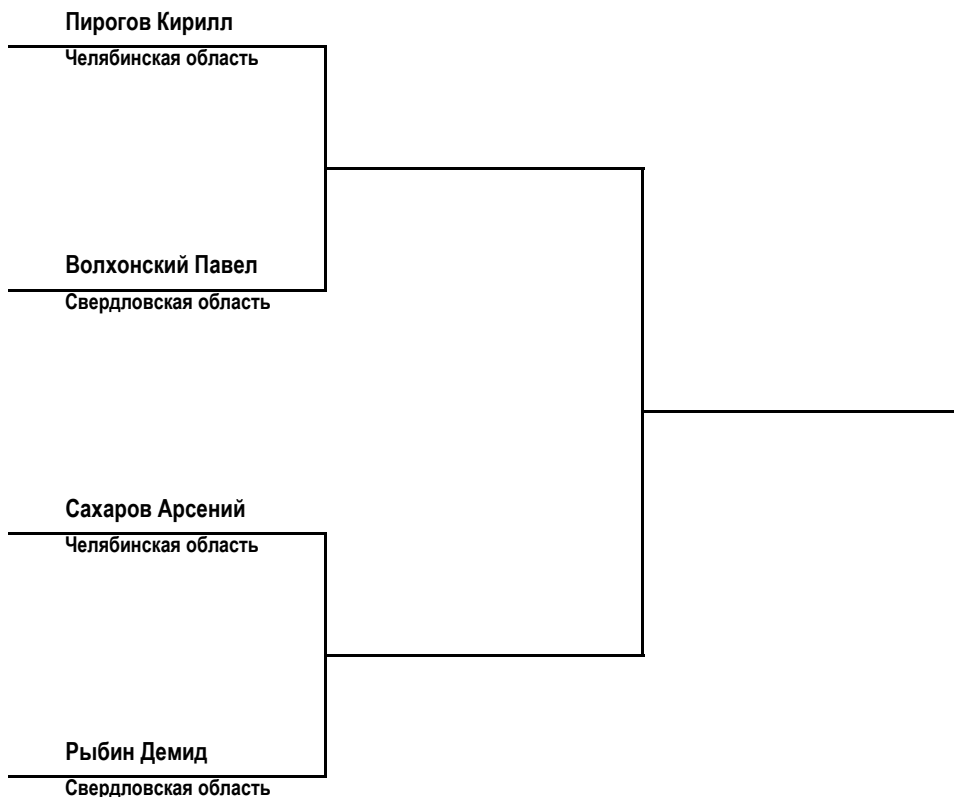 Пирогов Кирилл
Челябинская область
Волхонский Павел
Свердловская область
Сахаров Арсений
Челябинская область
Рыбин Демид
Свердловская область